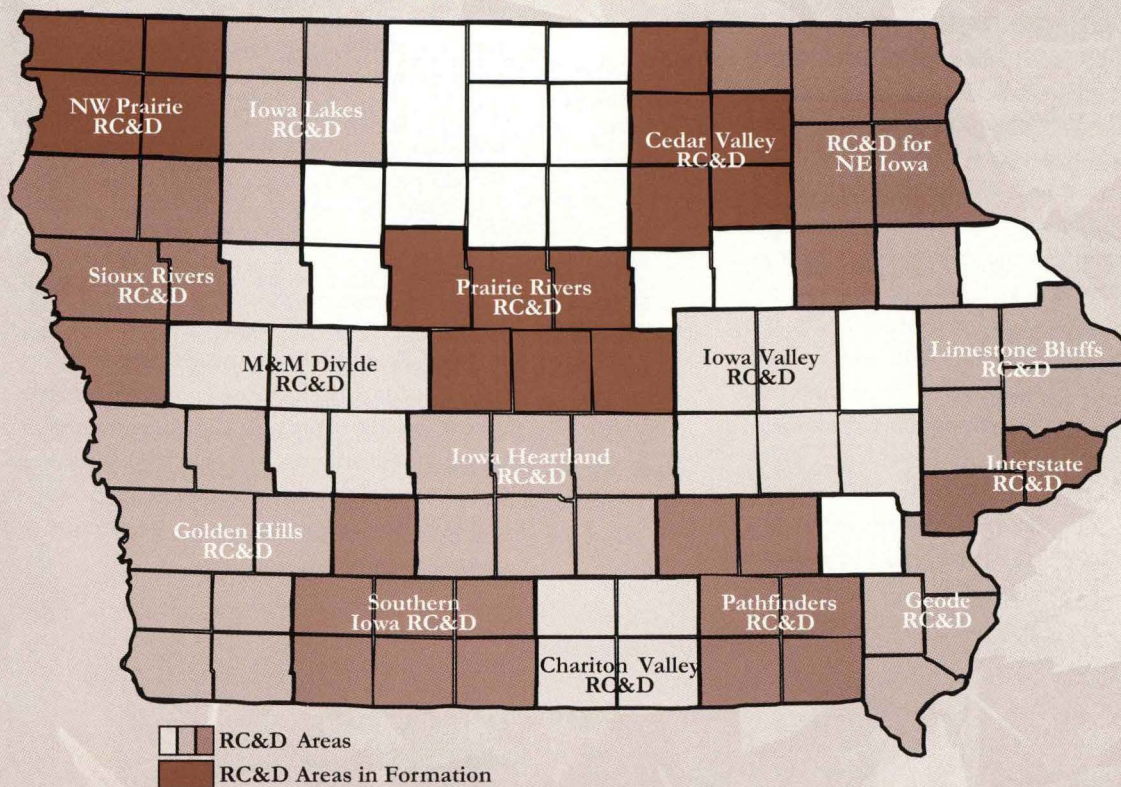 NW Prairie
RC&D
Iowa Lakes
RC&D
Cedar Valley
RC&D
RC&D for
NE Iowa
Sioux Rivers
RC&D
Prairie Rivers
RC&D
M&M Divide
RC&D
Iowa Valley
RC&D
Limestone Bluffs
RC&D
Iowa Heartland
RC&D
Interstate
RC&D
Golden Hills
RC&D
Southern
Iowa RC&D
Pathfinders
RC&D
Geode
RC&D
Chariton Valley
RC&D
RC&D Areas
RC&D Areas in Formation